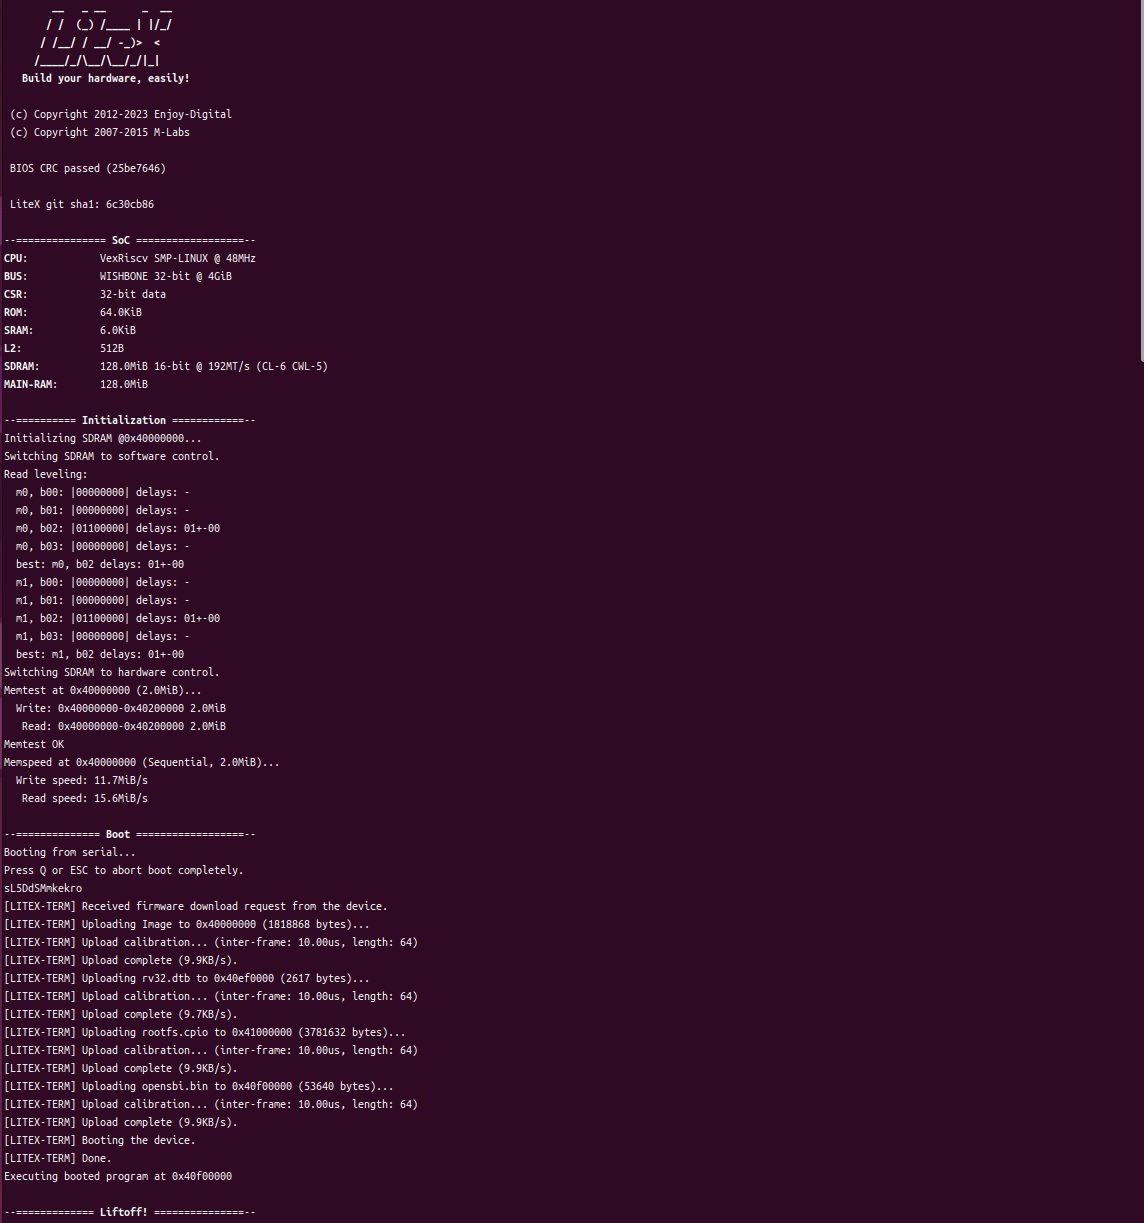 Build your hardware, easily!
(c) Copyright 2012-2023 Enjoy-Digital
(c) Copyright 2007-2015 M-Labs
BIOS CRC passed (25be7646)
LiteX git sha1: 6c30cb86
--=============== SoC ==================--
CPU: VexRiscv SMP-LINUX @ 48MHz
BUS: WISHBONE 32-bit @ 4GiB
CSR: 32-bit data
ROM: 64.0KiB
SRAM: 6.0KiB
L2: 512B
SDRAM: 128.0MiB 16-bit @ 192MT/s (CL-6 CWL-5)
MAIN-RAM: 128.0MiB
--========== Initialization ============--
Initializing SDRAM @0x40000000...
Switching SDRAM to software control.
Read leveling:
m0, b00: |00000000| delays: -
m0, b01: |00000000| delays: -
m0, b02: |01100000| delays: 01+-00
m0, b03: |00000000| delays: -
best: m0, b02 delays: 01+-00
m1, b00: |00000000| delays: -
m1, b01: |00000000| delays: -
m1, b02: |01100000| delays: 01+-00
m1, b03: |00000000| delays: -
best: m1, b02 delays: 01+-00
Switching SDRAM to hardware control.
Memtest at 0x40000000 (2.0MiB)...
Write: 0x40000000-0x40200000 2.0MiB
Read: 0x40000000-0x40200000 2.0MiB
Memtest OK
Memspeed at 0x40000000 (Sequential, 2.0MiB)...
Write speed: 11.7MiB/s
Read speed: 15.6MiB/s
--============== Boot ==================--
Booting from serial...
Press Q or ESC to abort boot completely.
sL5DdSMmkekro
[LITEX-TERM] Received firmware download request from the device.
[LITEX-TERM] Uploading Image to 0x40000000 (1818868 bytes)...
[LITEX-TERM] Upload calibration... (inter-frame: 10.00us, length: 64)
[LITEX-TERM] Upload complete (9.9KB/s).
[LITEX-TERM] Uploading rv32.dtb to 0x40ef0000 (2617 bytes)...
[LITEX-TERM] Upload calibration... (inter-frame: 10.00us, length: 64)
[LITEX-TERM] Upload complete (9.7KB/s).
[LITEX-TERM] Uploading rootfs.cpio to 0x41000000 (3781632 bytes)...
[LITEX-TERM] Upload calibration... (inter-frame: 10.00us, length: 64)
[LITEX-TERM] Upload complete (9.9KB/s).
[LITEX-TERM] Uploading opensbi.bin to 0x40f00000 (53640 bytes)...
[LITEX-TERM] Upload calibration... (inter-frame: 10.00us, length: 64)
[LITEX-TERM] Upload complete (9.9KB/s).
[LITEX-TERM] Booting the device.
[LITEX-TERM] Done.
Executing booted program at 0x40f00000
--============= Liftoff! ===============--